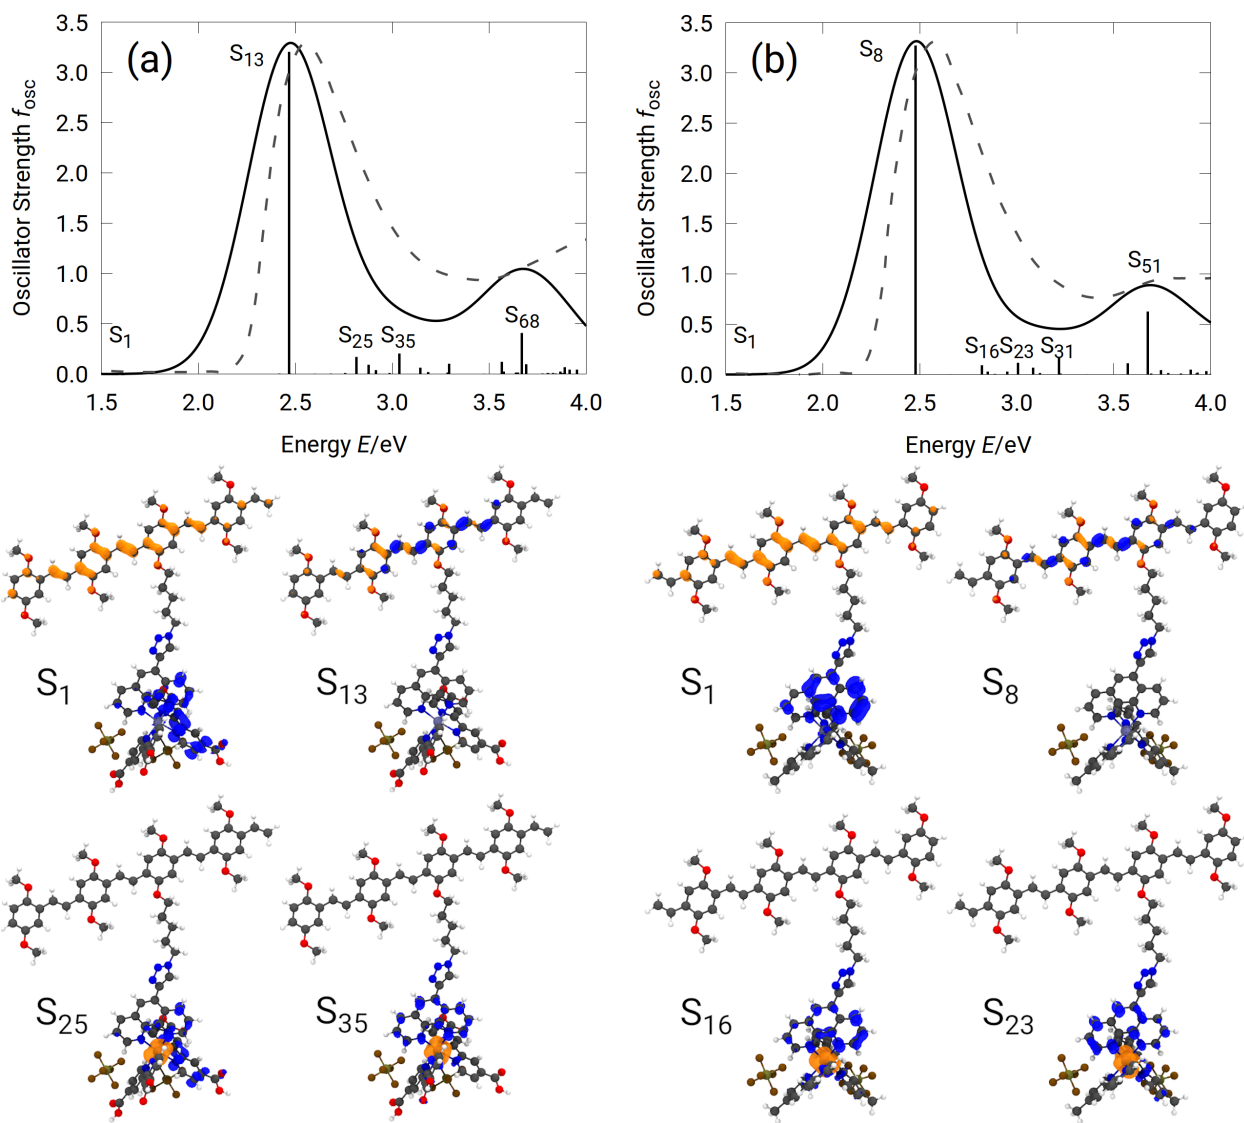 (a)
Oscillator Strength fosc
3.5
3.0
2.5
2.0
1.5
1.0
0.5
0.0
S13
S1
S25
S35
S68
1.5 2.0 2.5 3.0 3.5 4.0
Energy E/eV
(b)
Oscillator Strength fosc
3.5
3.0
2.5
2.0
1.5
1.0
0.5
0.0
S8
S1
S16
S23
S31
S51
1.5 2.0 2.5 3.0 3.5 4.0
Energy E/eV
S1
S13
S1
S8
S25
S35
S16
S23